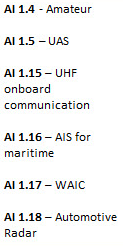 AI 1.4 - Amateur
AI 1.5 – UAS
AI 1.15 – UHF
onboard
communication
AI 1.16 – AIS for
maritime
AI 1.17 – WAIC
AI 1.18 – Automotive
Radar